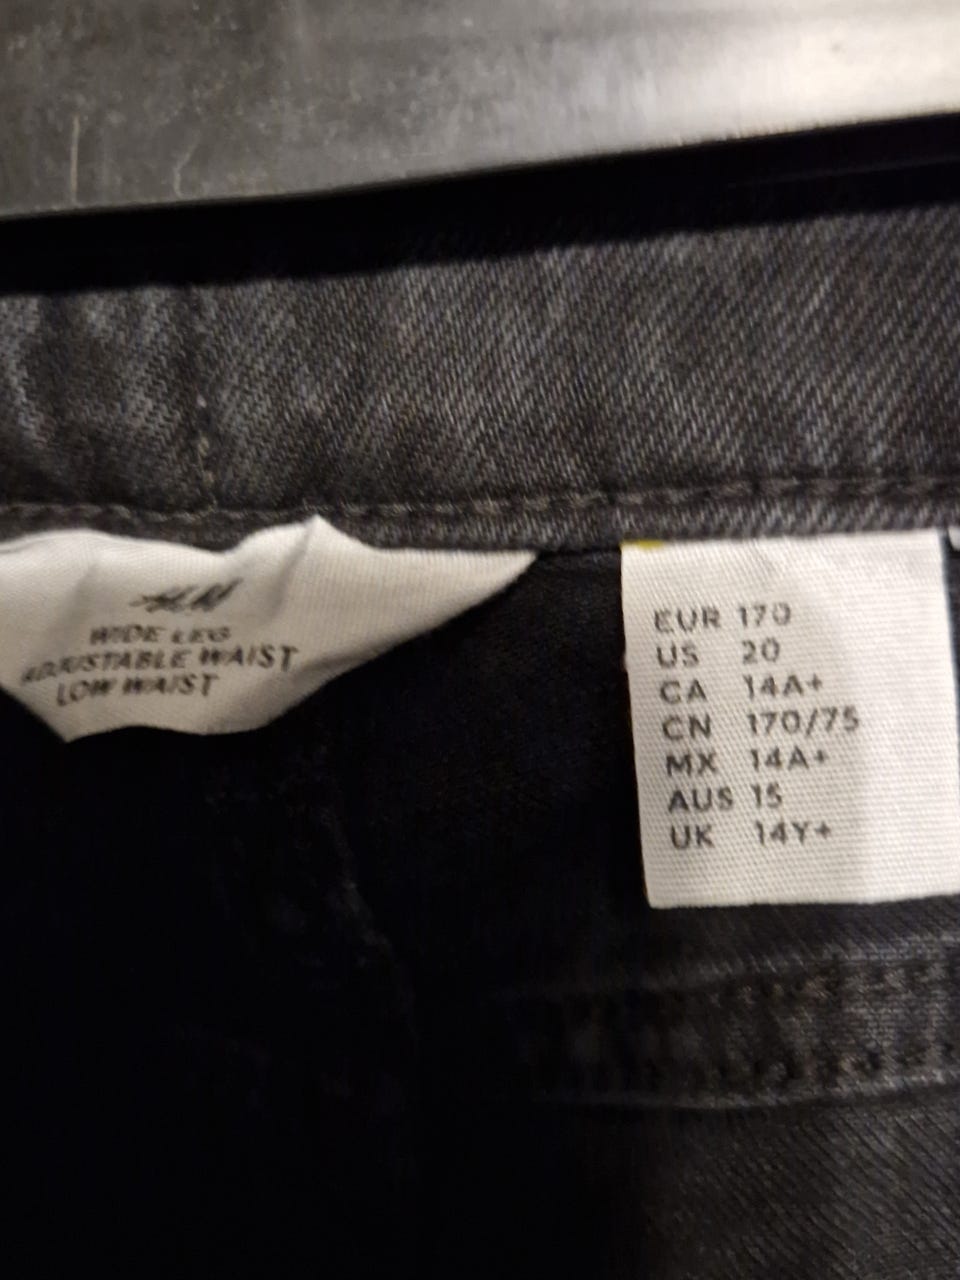 H&M
WIDE LEG
ADJUSTABLE WAIST
LOW WAIST
EUR 170
US 20
CA 14A+
CN 170/75
MX 14A+
AUS 15
UK 14Y+